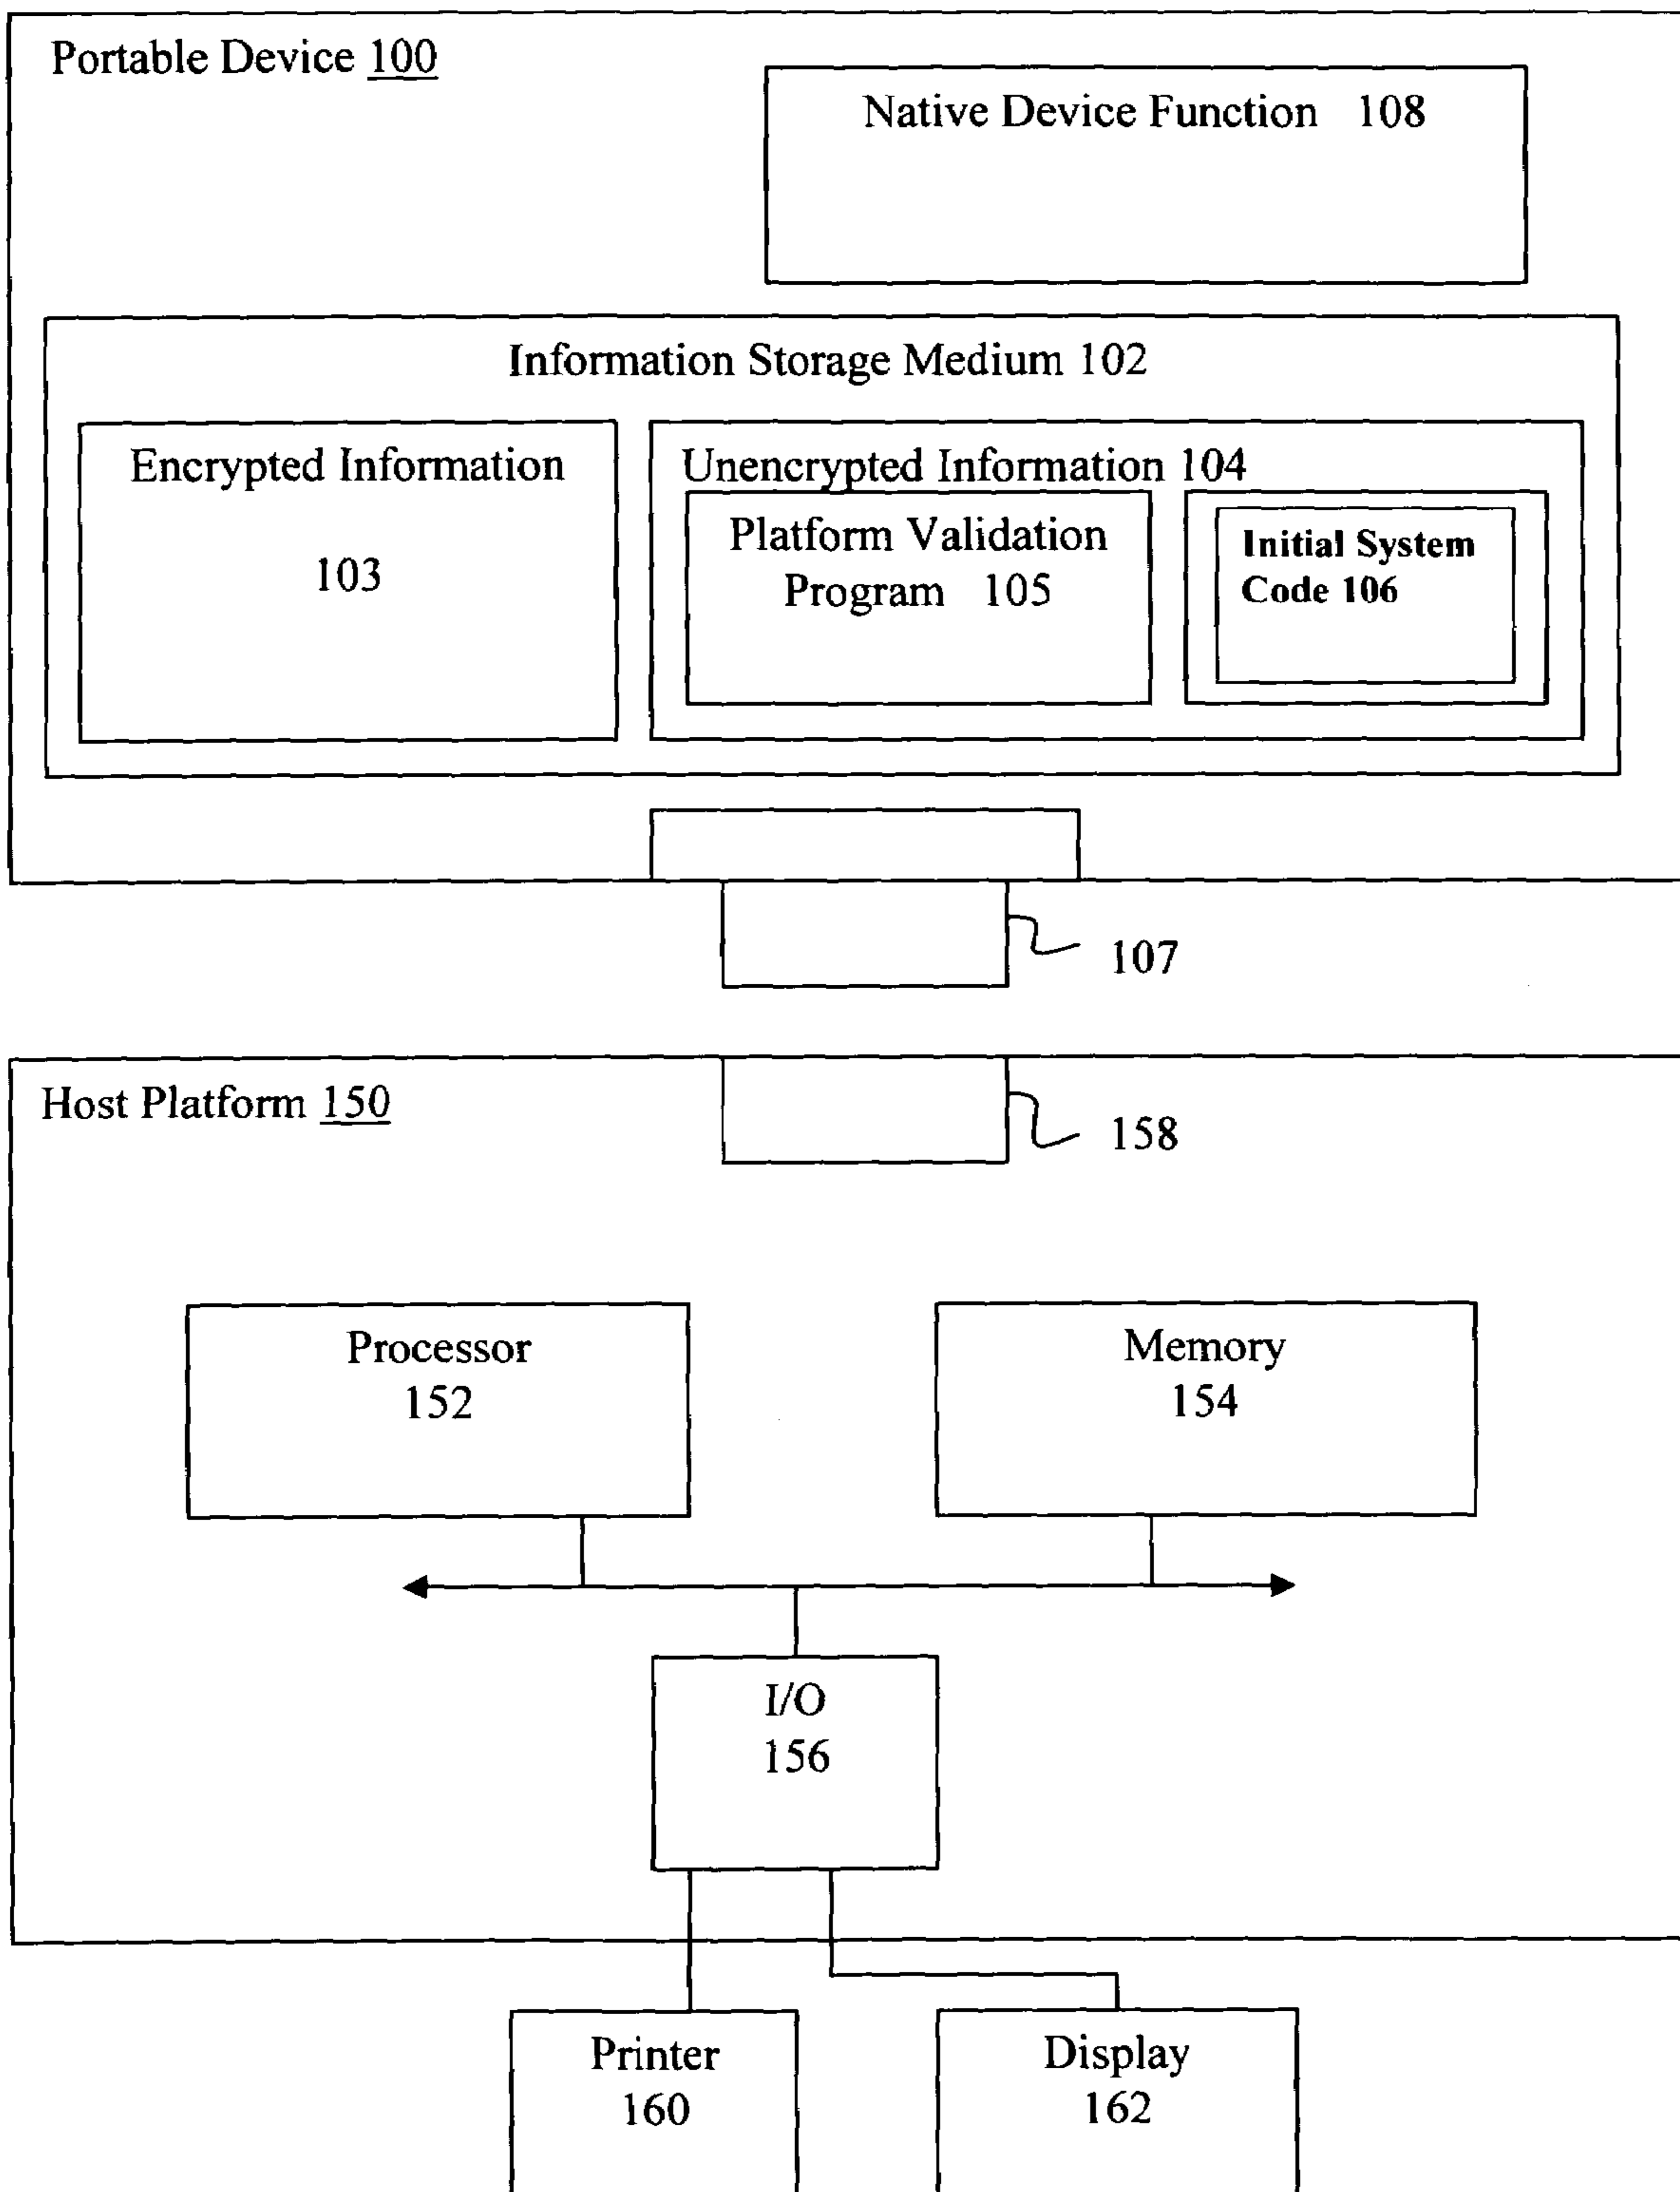 Portable Device 100
Native Device Function 108
Information Storage Medium 102
Encrypted Information
103
Unencrypted Information 104
Platform Validation
Program 105
Initial System
Code 106
107
Host Platform 150
158
Processor
152
Memory
154
I/O
156
Printer
160
Display
162